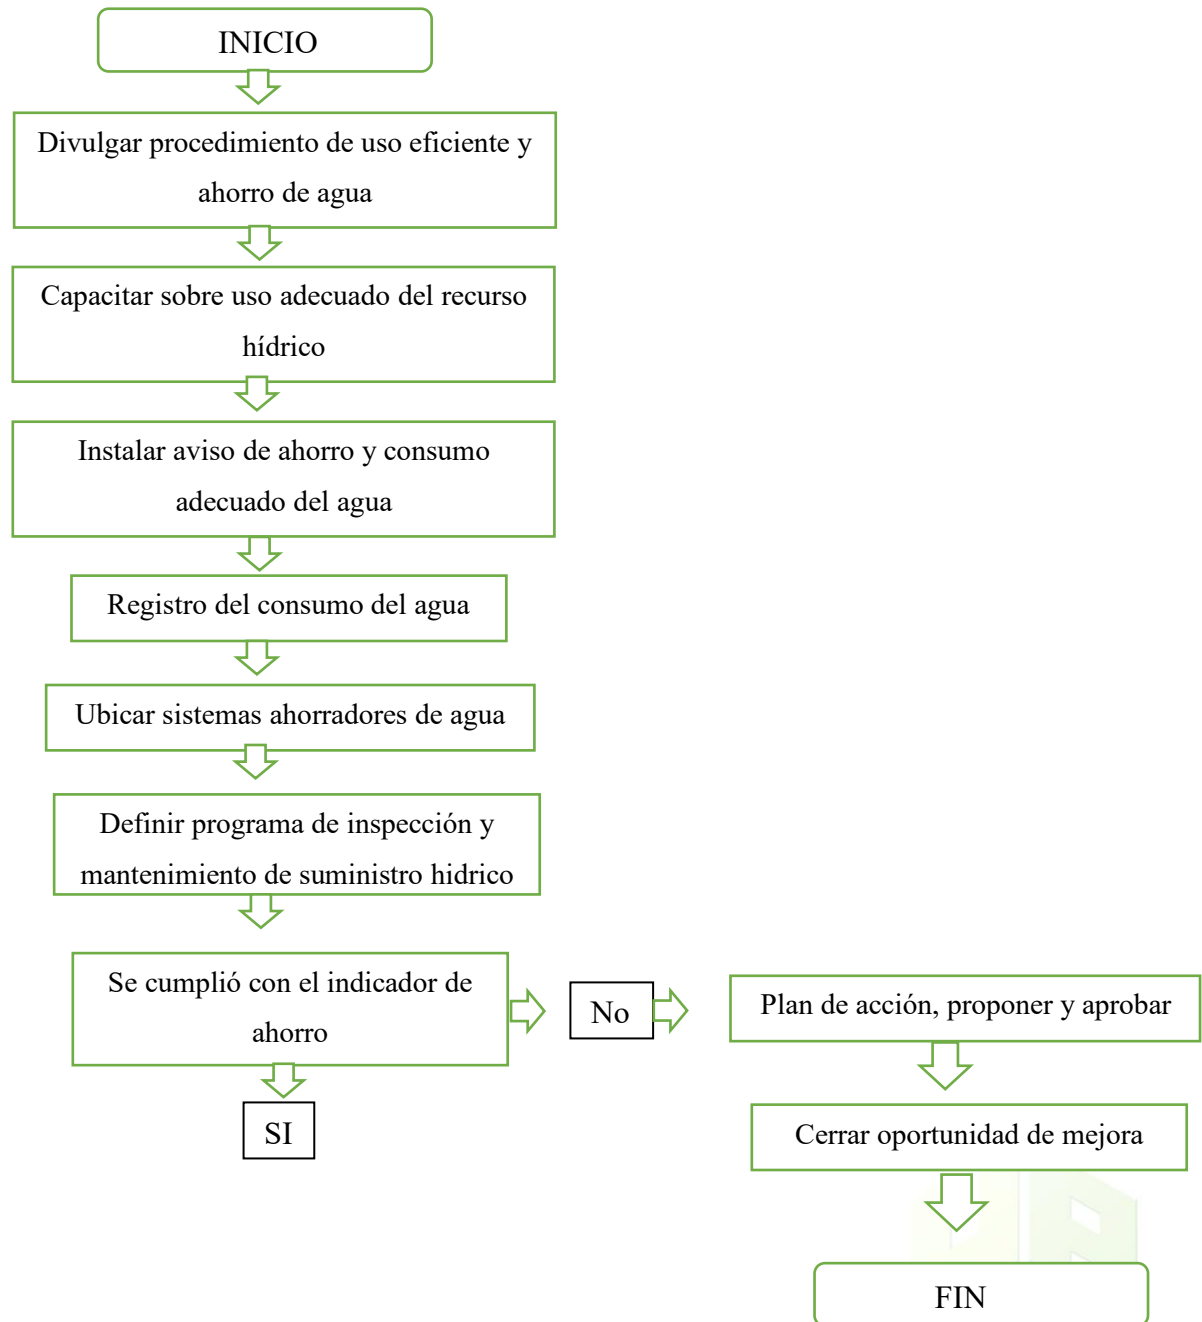 INICIO
Divulgar procedimiento de uso eficiente y
ahorro de agua
Capacitar sobre uso adecuado del recurso
hídrico
Instalar aviso de ahorro y consumo
adecuado del agua
Registro del consumo del agua
Ubicar sistemas ahorradores de agua
Definir programa de inspección y
mantenimiento de suministro hidrico
Se cumplió con el indicador de
ahorro
No
Plan de acción, proponer y aprobar
SI
Cerrar oportunidad de mejora
FIN